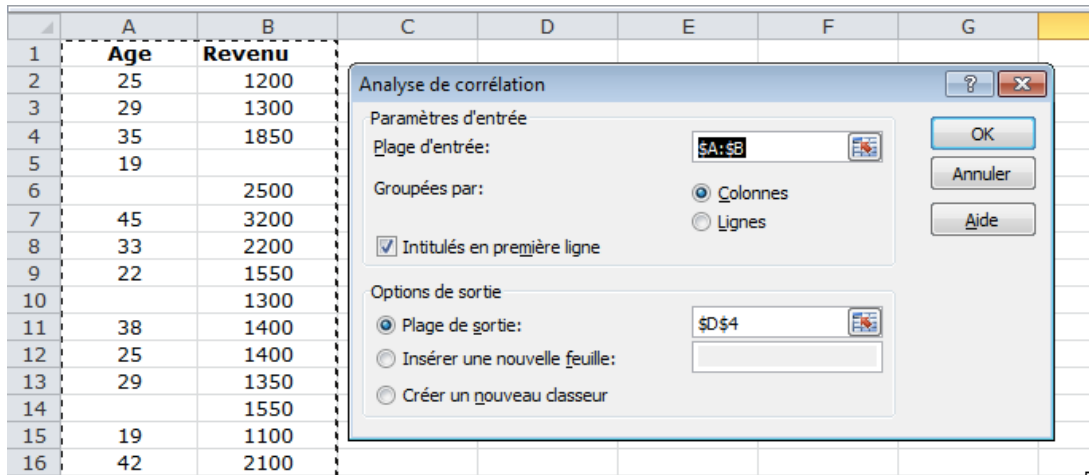 A B C D E F G
1 Age Revenu
2 25 1200
3 29 1300
4 35 1850
5 19
6 2500
7 45 3200
8 33 2200
9 22 1550
10 1300
11 38 1400
12 25 1400
13 29 1350
14 1550
15 19 1100
16 42 2100
Analyse de corrélation
Paramètres d'entrée
Plage d'entrée: $A:$B
Groupées par: Colonnes
Lignes
Intitulés en première ligne
Options de sortie
Plage de sortie: $D$4
Insérer une nouvelle feuille:
Créer un nouveau classeur
OK
Annuler
Aide